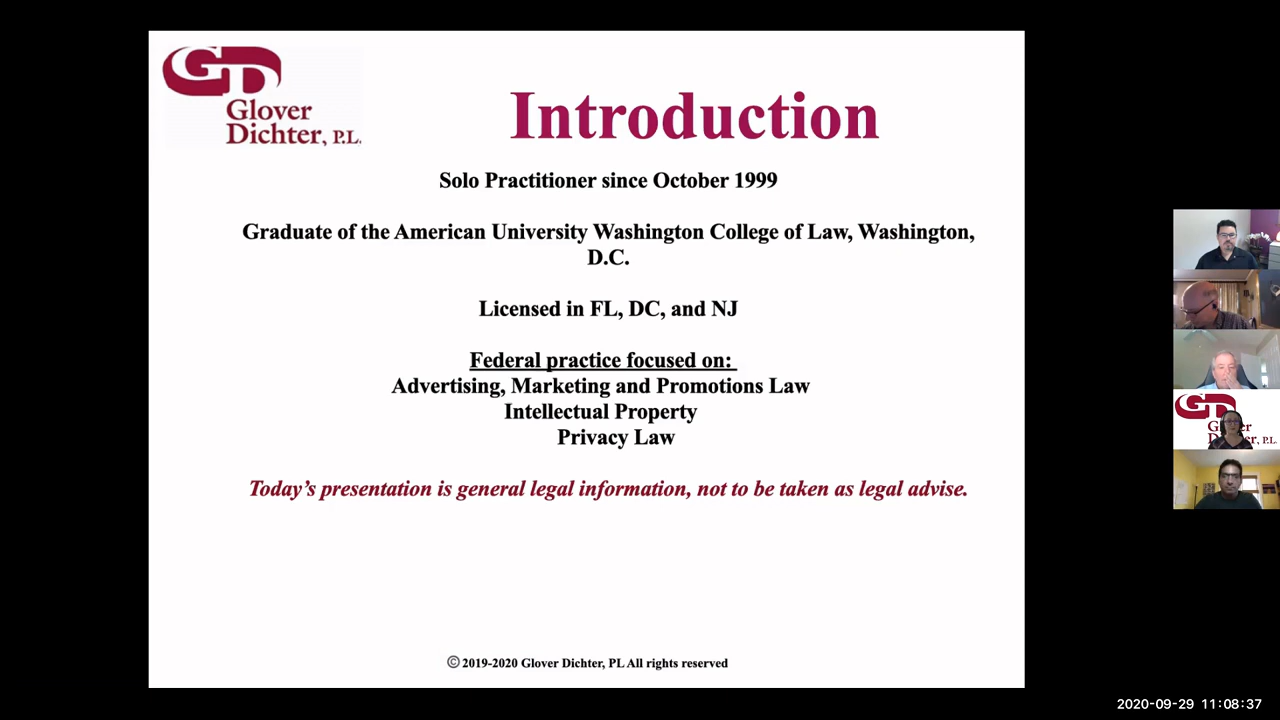 GD
Glover
Dichter, P.L.
Introduction
Solo Practitioner since October 1999
Graduate of the American University Washington College of Law, Washington,
D.C.
Licensed in FL, DC, and NJ
Federal practice focused on:
Advertising, Marketing and Promotions Law
Intellectual Property
Privacy Law
Today's presentation is general legal information, not to be taken as legal advise.
© 2019-2020 Glover Dichter, PL All rights reserved
GD
2020-09-29 11:08:37